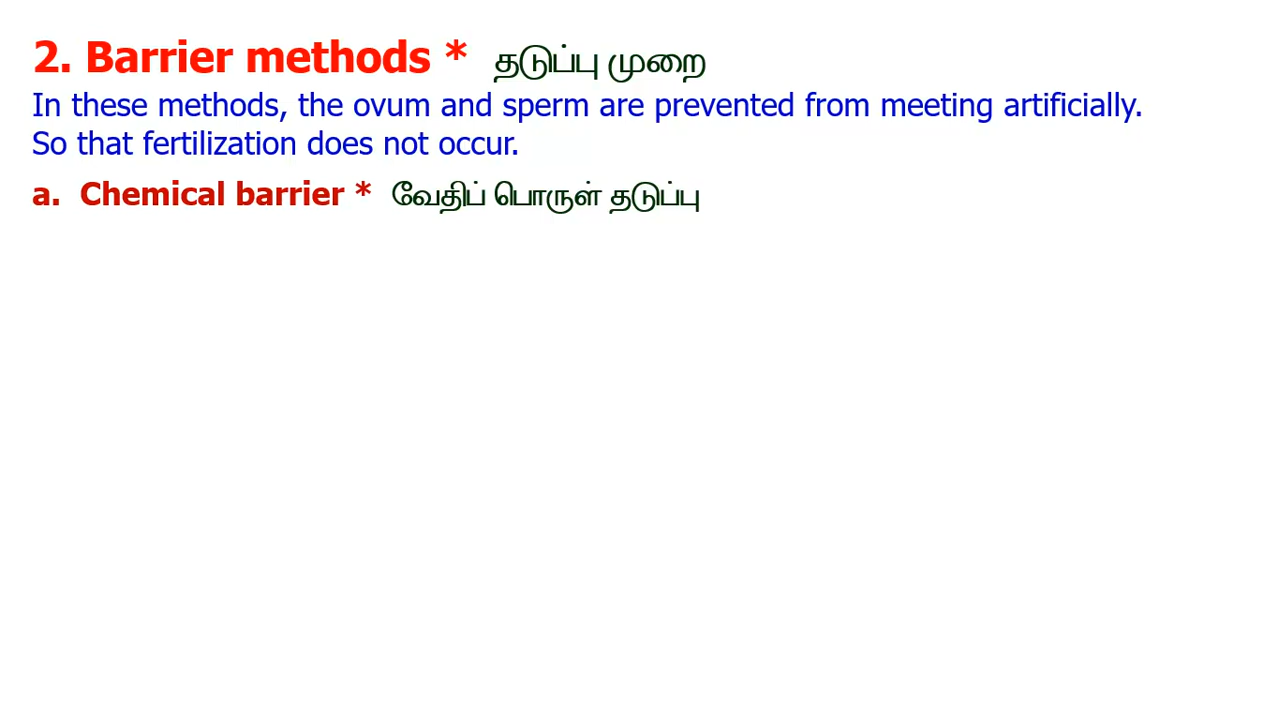 2. Barrier methods * தடுப்பு முறை
In these methods, the ovum and sperm are prevented from meeting artificially.
So that fertilization does not occur.
a. Chemical barrier * வேதிப் பொருள் தடுப்பு